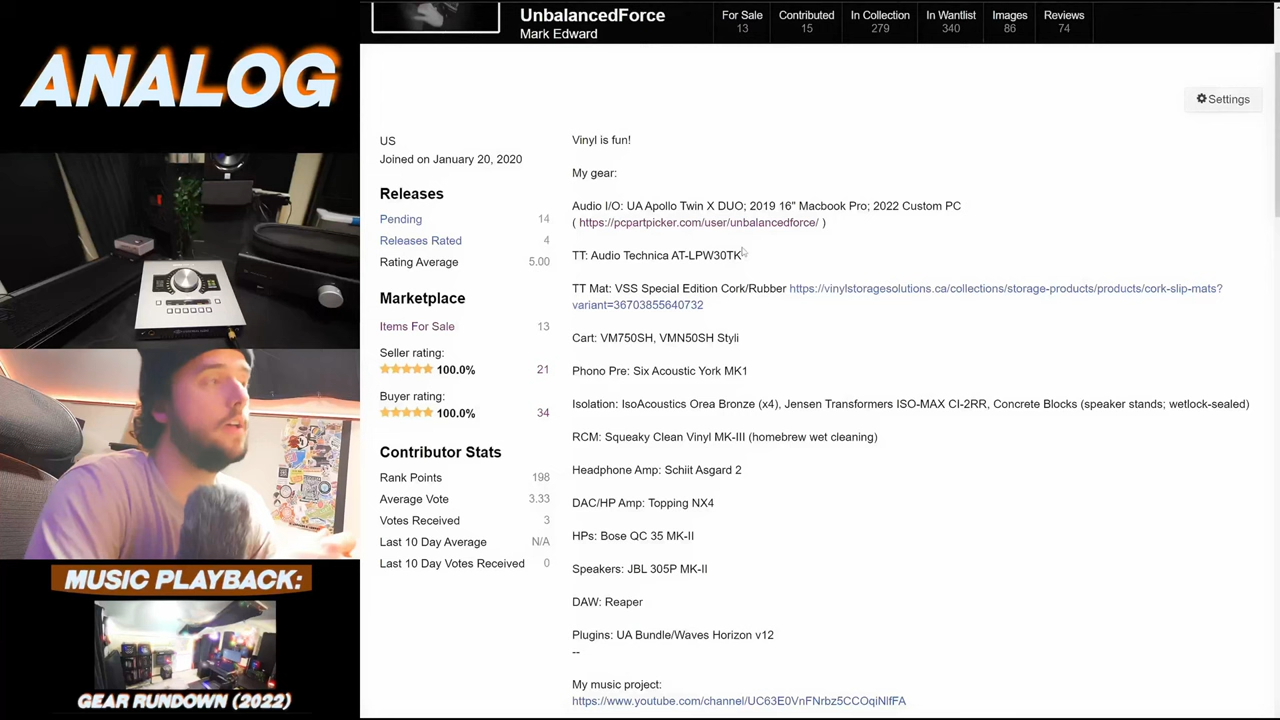 ANALOG
MUSIC PLAYBACK:
GEAR RUNDOWN (2022)
UnbalancedForce
Mark Edward
For Sale
13
Contributed
15
In Collection
279
In Wantlist
340
Images
86
Reviews
74
Settings
US
Joined on January 20, 2020
Releases
Pending 14
Releases Rated 4
Rating Average 5.00
Marketplace
Items For Sale 13
Seller rating:
100.0% 21
Buyer rating:
100.0% 34
Contributor Stats
Rank Points 198
Average Vote 3.33
Votes Received 3
Last 10 Day Average N/A
Last 10 Day Votes Received 0
Vinyl is fun!
My gear:
Audio I/O: UA Apollo Twin X DUO; 2019 16" Macbook Pro; 2022 Custom PC
( https://pcpartpicker.com/user/unbalancedforce/ )
TT: Audio Technica AT-LPW30TK
TT Mat: VSS Special Edition Cork/Rubber https://vinylstoragesolutions.ca/collections/storage-products/products/cork-slip-mats?
variant=36703855640732
Cart: VM750SH, VMN50SH Styli
Phono Pre: Six Acoustic York MK1
Isolation: IsoAcoustics Orea Bronze (x4), Jensen Transformers ISO-MAX CI-2RR, Concrete Blocks (speaker stands; wetlock-sealed)
RCM: Squeaky Clean Vinyl MK-III (homebrew wet cleaning)
Headphone Amp: Schiit Asgard 2
DAC/HP Amp: Topping NX4
HPs: Bose QC 35 MK-II
Speakers: JBL 305P MK-II
DAW: Reaper
Plugins: UA Bundle/Waves Horizon v12
--
My music project:
https://www.youtube.com/channel/UC63E0VnFNrbz5CCOqiNlfFA